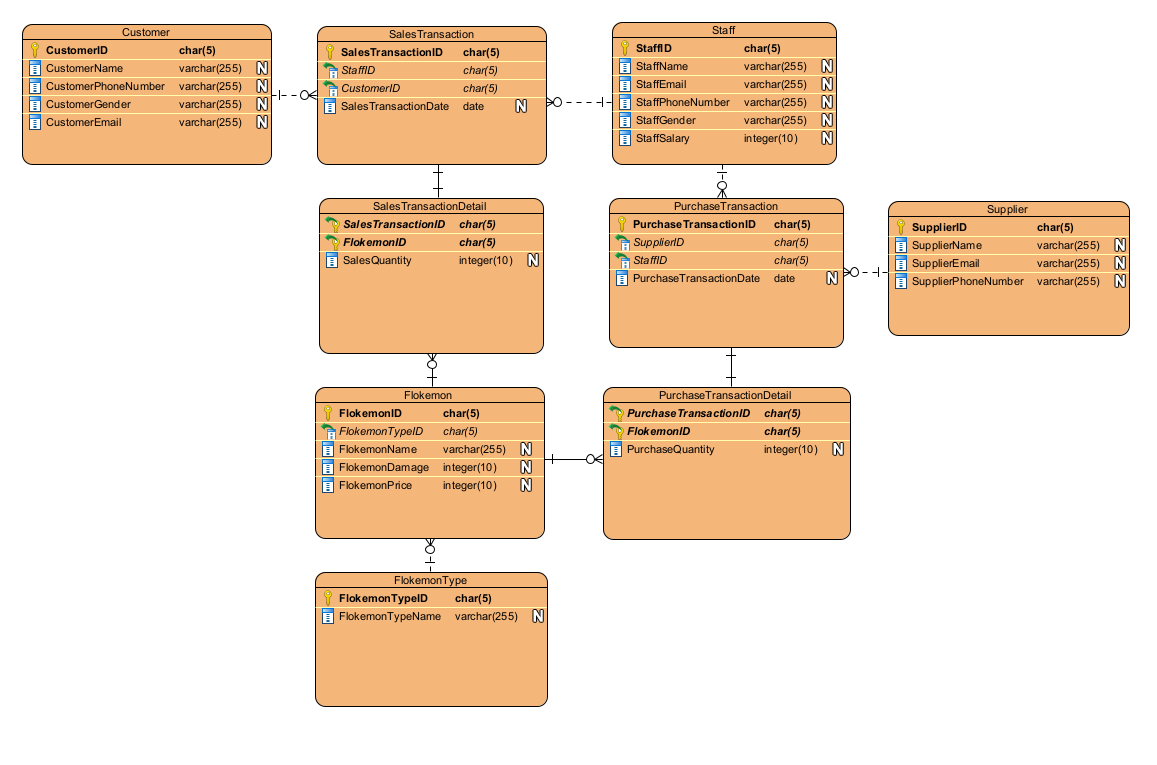 Customer
CustomerID char(5)
CustomerName varchar(255) N
CustomerPhoneNumber varchar(255) N
CustomerGender varchar(255) N
CustomerEmail varchar(255) N
SalesTransaction
SalesTransactionID char(5)
StaffID char(5)
CustomerID char(5)
SalesTransactionDate date N
Staff
StaffID char(5)
StaffName varchar(255) N
StaffEmail varchar(255) N
StaffPhoneNumber varchar(255) N
StaffGender varchar(255) N
StaffSalary integer(10) N
SalesTransactionDetail
SalesTransactionID char(5)
FlokemonID char(5)
SalesQuantity integer(10) N
PurchaseTransaction
PurchaseTransactionID char(5)
SupplierID char(5)
StaffID char(5)
PurchaseTransactionDate date N
Supplier
SupplierID char(5)
SupplierName varchar(255) N
SupplierEmail varchar(255) N
SupplierPhoneNumber varchar(255) N
Flokemon
FlokemonID char(5)
FlokemonTypeID char(5)
FlokemonName varchar(255) N
FlokemonDamage integer(10) N
FlokemonPrice integer(10) N
PurchaseTransactionDetail
PurchaseTransactionID char(5)
FlokemonID char(5)
PurchaseQuantity integer(10) N
FlokemonType
FlokemonTypeID char(5)
FlokemonTypeName varchar(255) N